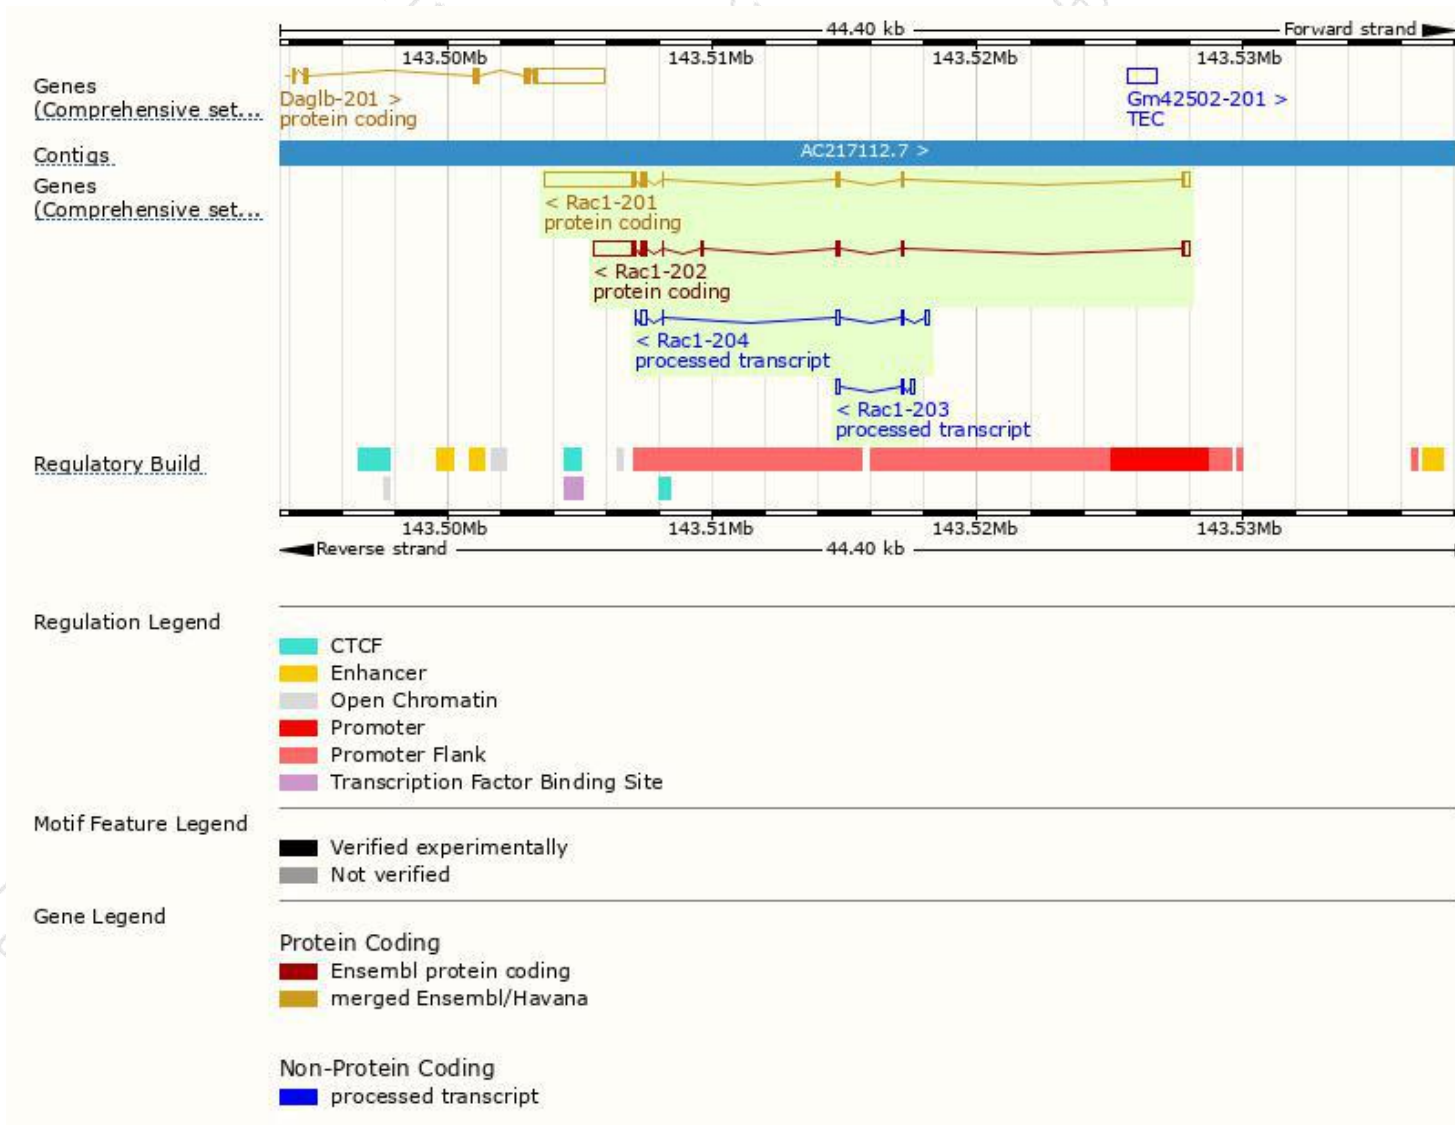 44.40 kb
Forward strand
143.50Mb 143.51Mb 143.52Mb 143.53Mb
Genes
(Comprehensive set...
Daglb-201 >
protein coding
Gm42502-201 >
TEC
Contigs
AC217112.7 >
Genes
(Comprehensive set...
< Rac1-201
protein coding
< Rac1-202
protein coding
< Rac1-204
processed transcript
< Rac1-203
processed transcript
Regulatory Build
143.50Mb 143.51Mb 143.52Mb 143.53Mb
Reverse strand
44.40 kb
Regulation Legend
CTCF
Enhancer
Open Chromatin
Promoter
Promoter Flank
Transcription Factor Binding Site
Motif Feature Legend
Verified experimentally
Not verified
Gene Legend
Protein Coding
Ensembl protein coding
merged Ensembl/Havana
Non-Protein Coding
processed transcript